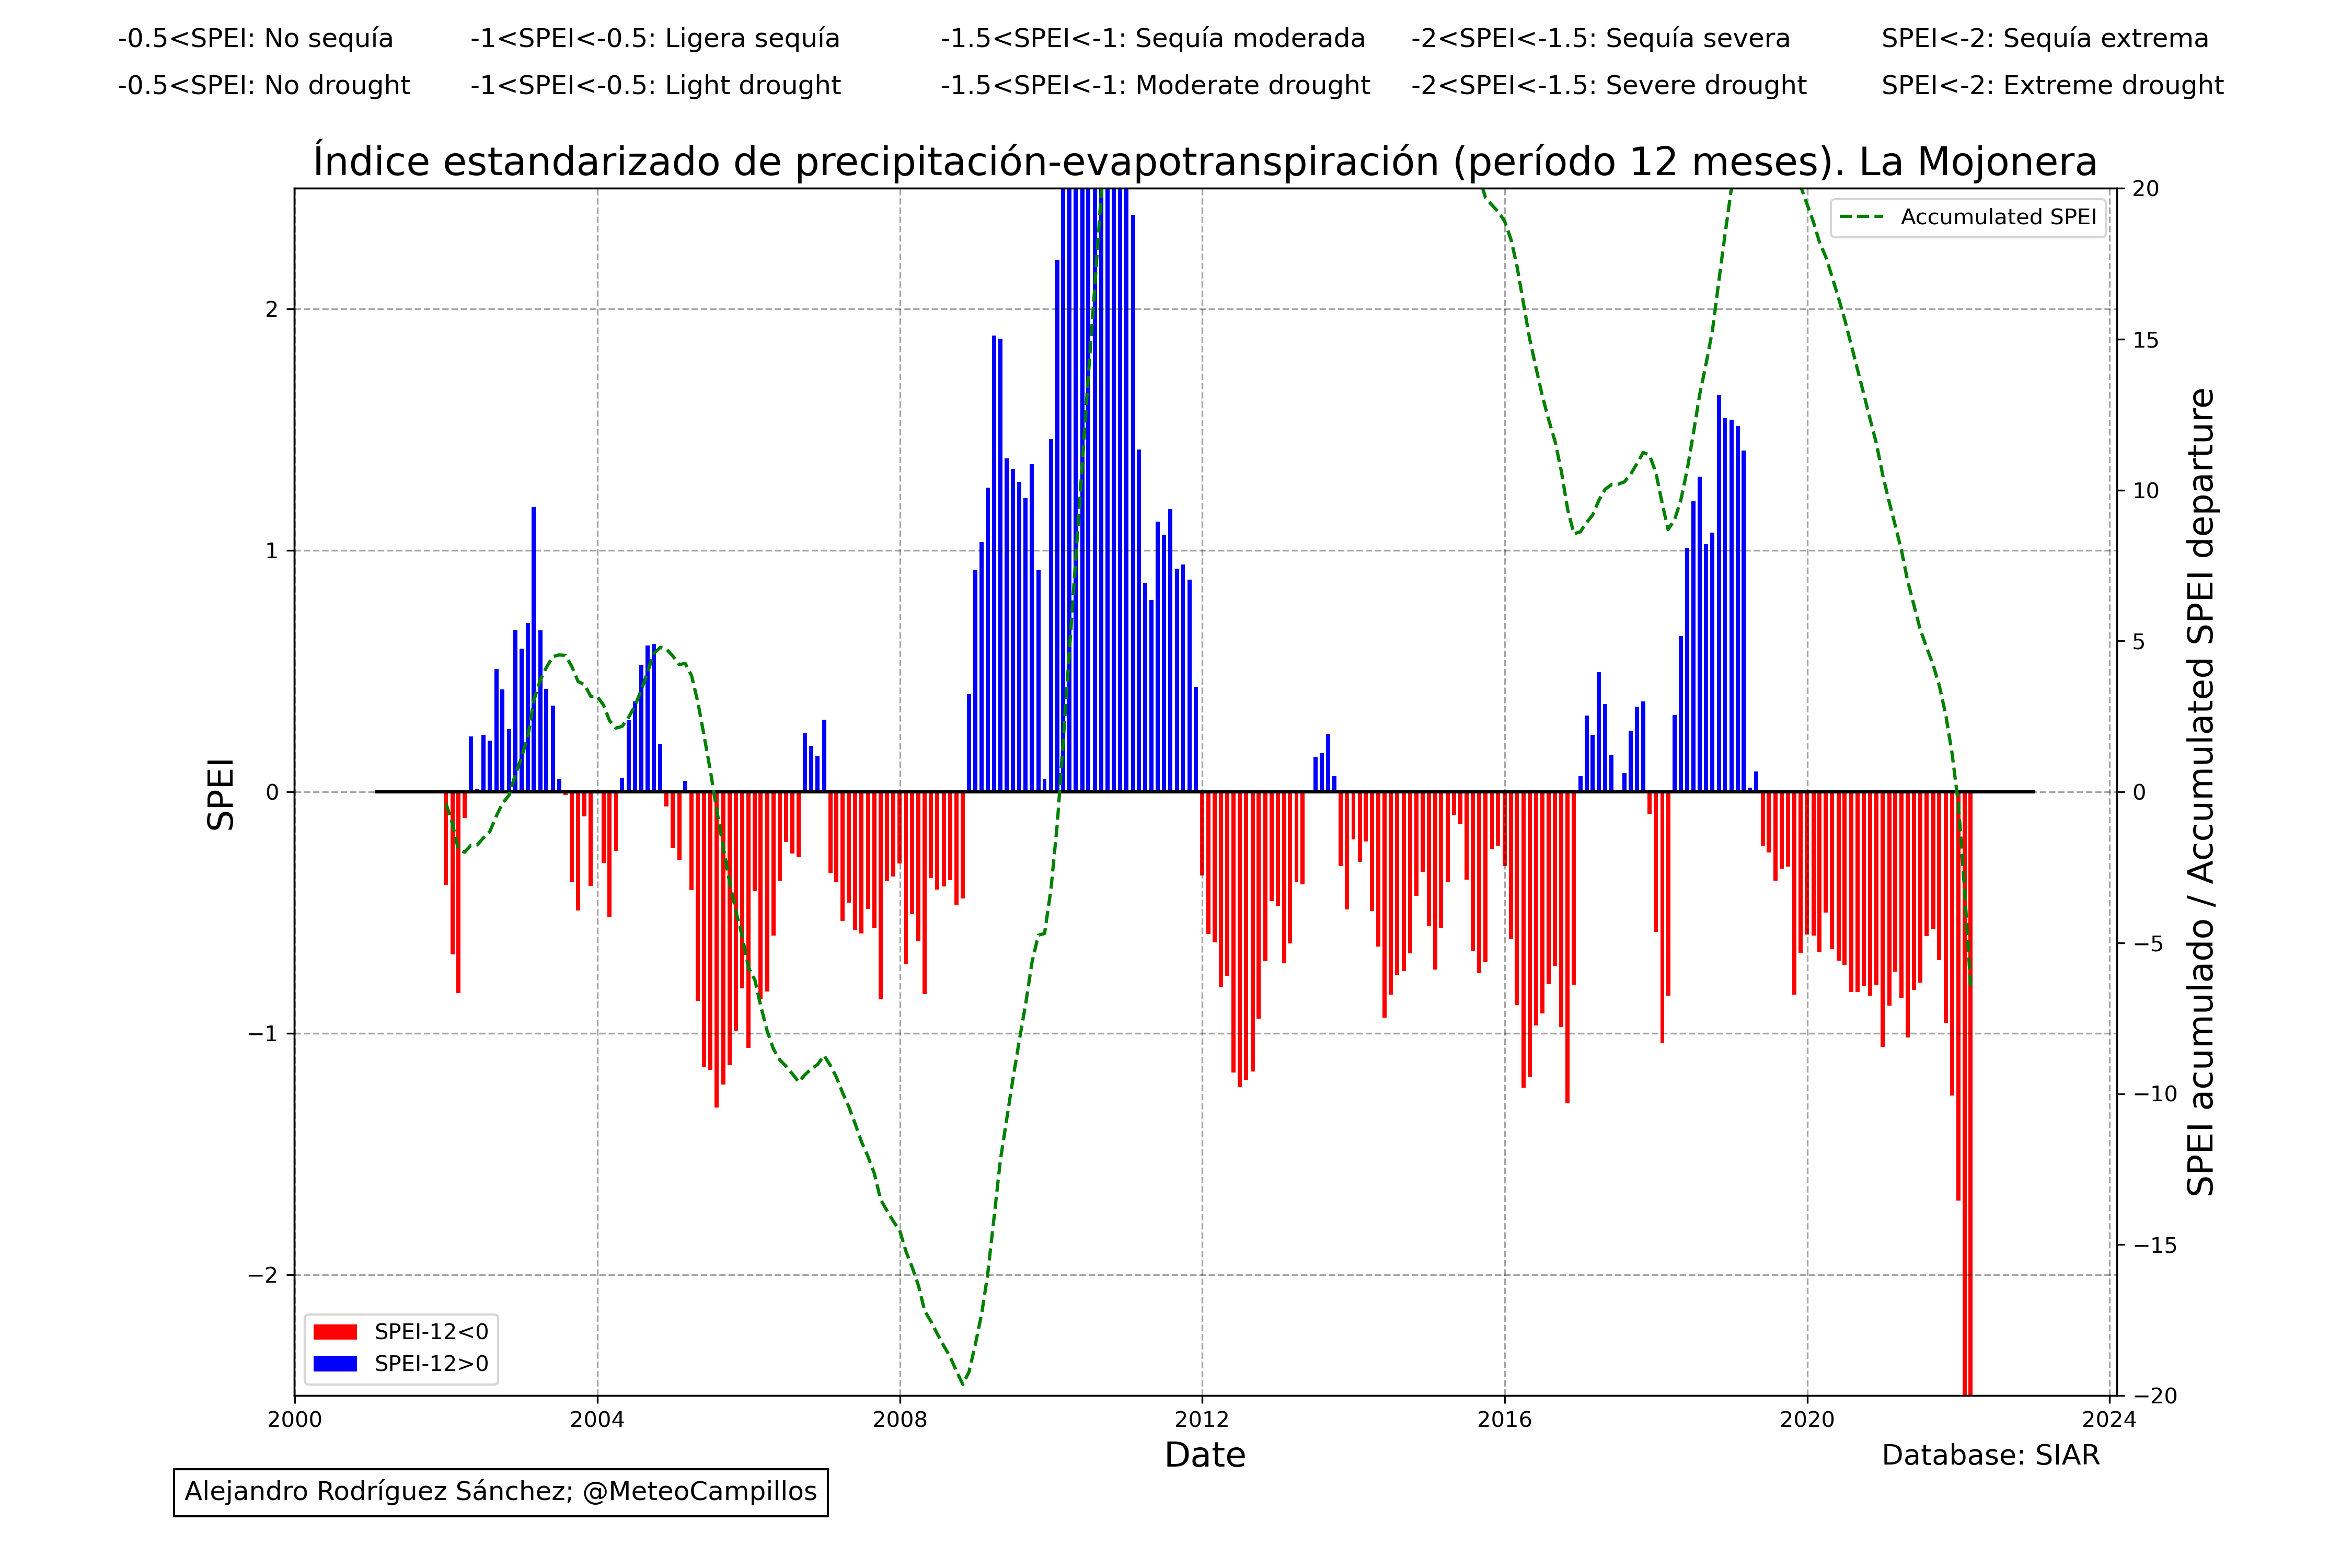 -0.5<SPEI: No sequía -1<SPEI<-0.5: Ligera sequía -1.5<SPEI<-1: Sequía moderada -2<SPEI<-1.5: Sequía severa SPEI<-2: Sequía extrema
-0.5<SPEI: No drought -1<SPEI<-0.5: Light drought -1.5<SPEI<-1: Moderate drought -2<SPEI<-1.5: Severe drought SPEI<-2: Extreme drought
Índice estandarizado de precipitación-evapotranspiración (período 12 meses). La Mojonera
Accumulated SPEI
SPEI
2
1
0
−1
−2
20
15
10
5
0
−5
−10
−15
−20
SPEI acumulado / Accumulated SPEI departure
SPEI-12<0
SPEI-12>0
2000 2004 2008 2012 2016 2020 2024
Date
Database: SIAR
Alejandro Rodríguez Sánchez; @MeteoCampillos